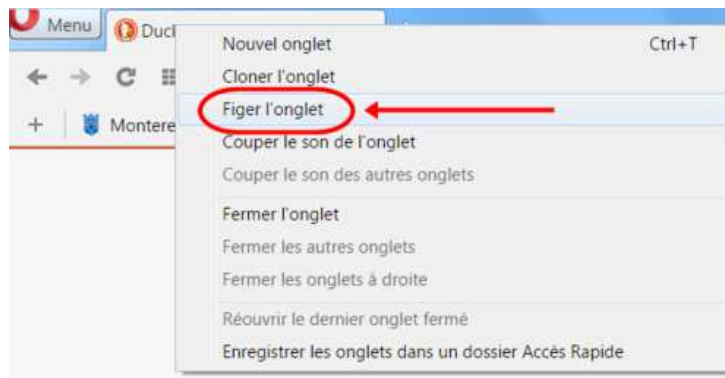 Menu
Duc
Nouvel onglet Ctrl+T
Cloner l'onglet
Figer l'onglet
+ Montere
Couper le son de l'onglet
Couper le son des autres onglets
Fermer l'onglet
Fermer les autres onglets
Fermer les onglets à droite
Réouvrir le dernier onglet fermé
Enregistrer les onglets dans un dossier Accès Rapide